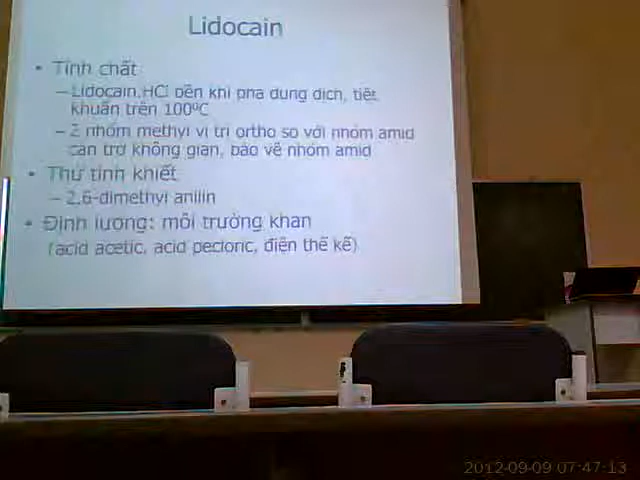 Lidocain
• Tính chất
– Lidocain.HCl bền khi pha dung dịch, tiệt
khuẩn trên 100ºC
– 2 nhóm methyl vị trí ortho so với nhóm amid
cản trở không gian, bảo vệ nhóm amid
• Thử tinh khiết
– 2,6-dimethyl anilin
• Định lượng: môi trường khan
(acid acetic, acid pecloric, điện thế kế)
2012-09-09 07:47:13